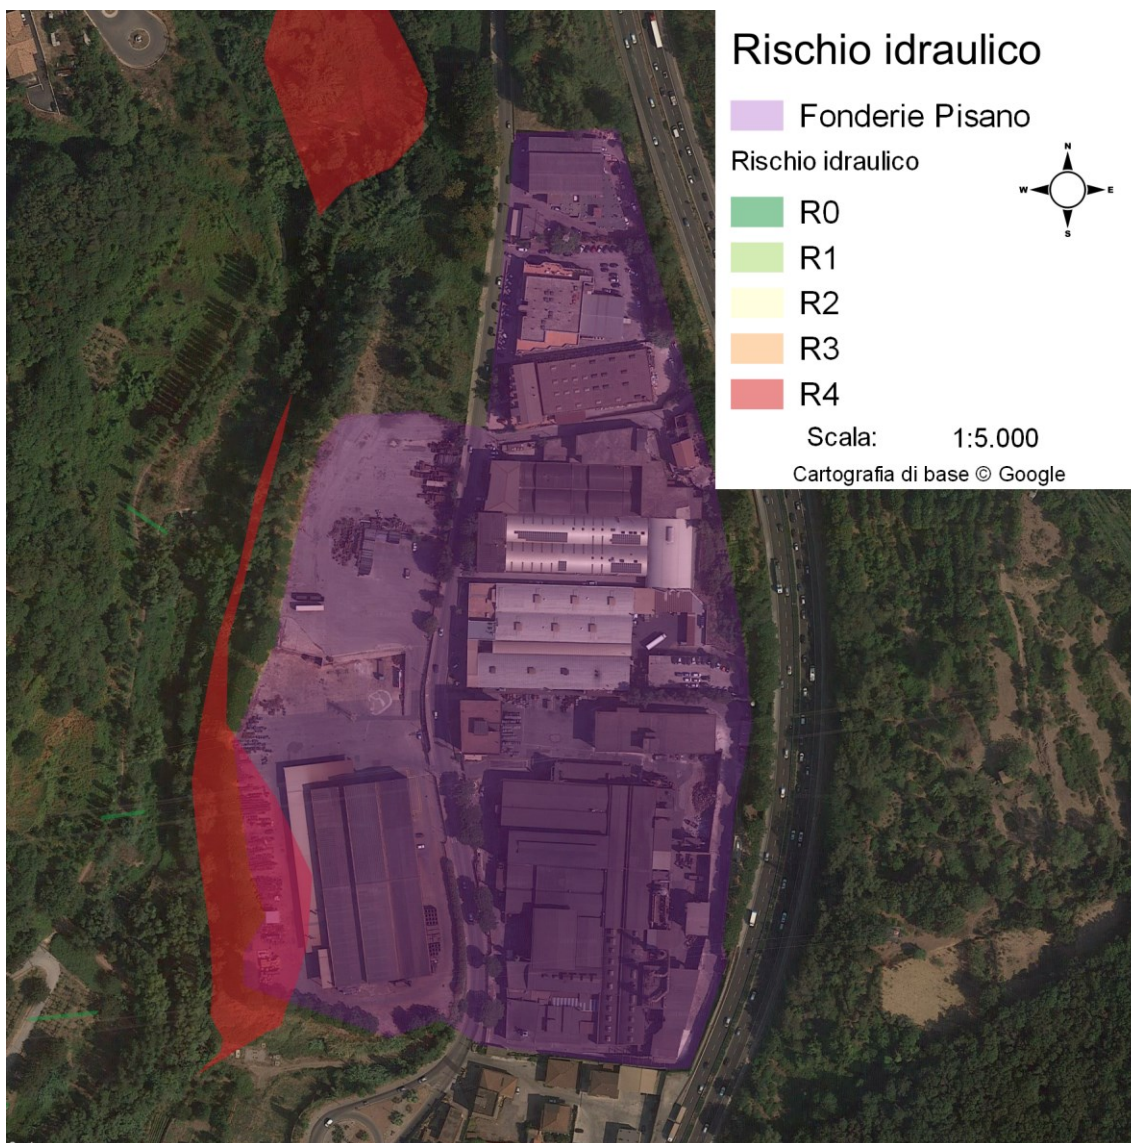 Rischio idraulico
Fonderie Pisano
Rischio idraulico
N
W E
S
R0
R1
R2
R3
R4
Scala: 1:5.000
Cartografia di base © Google